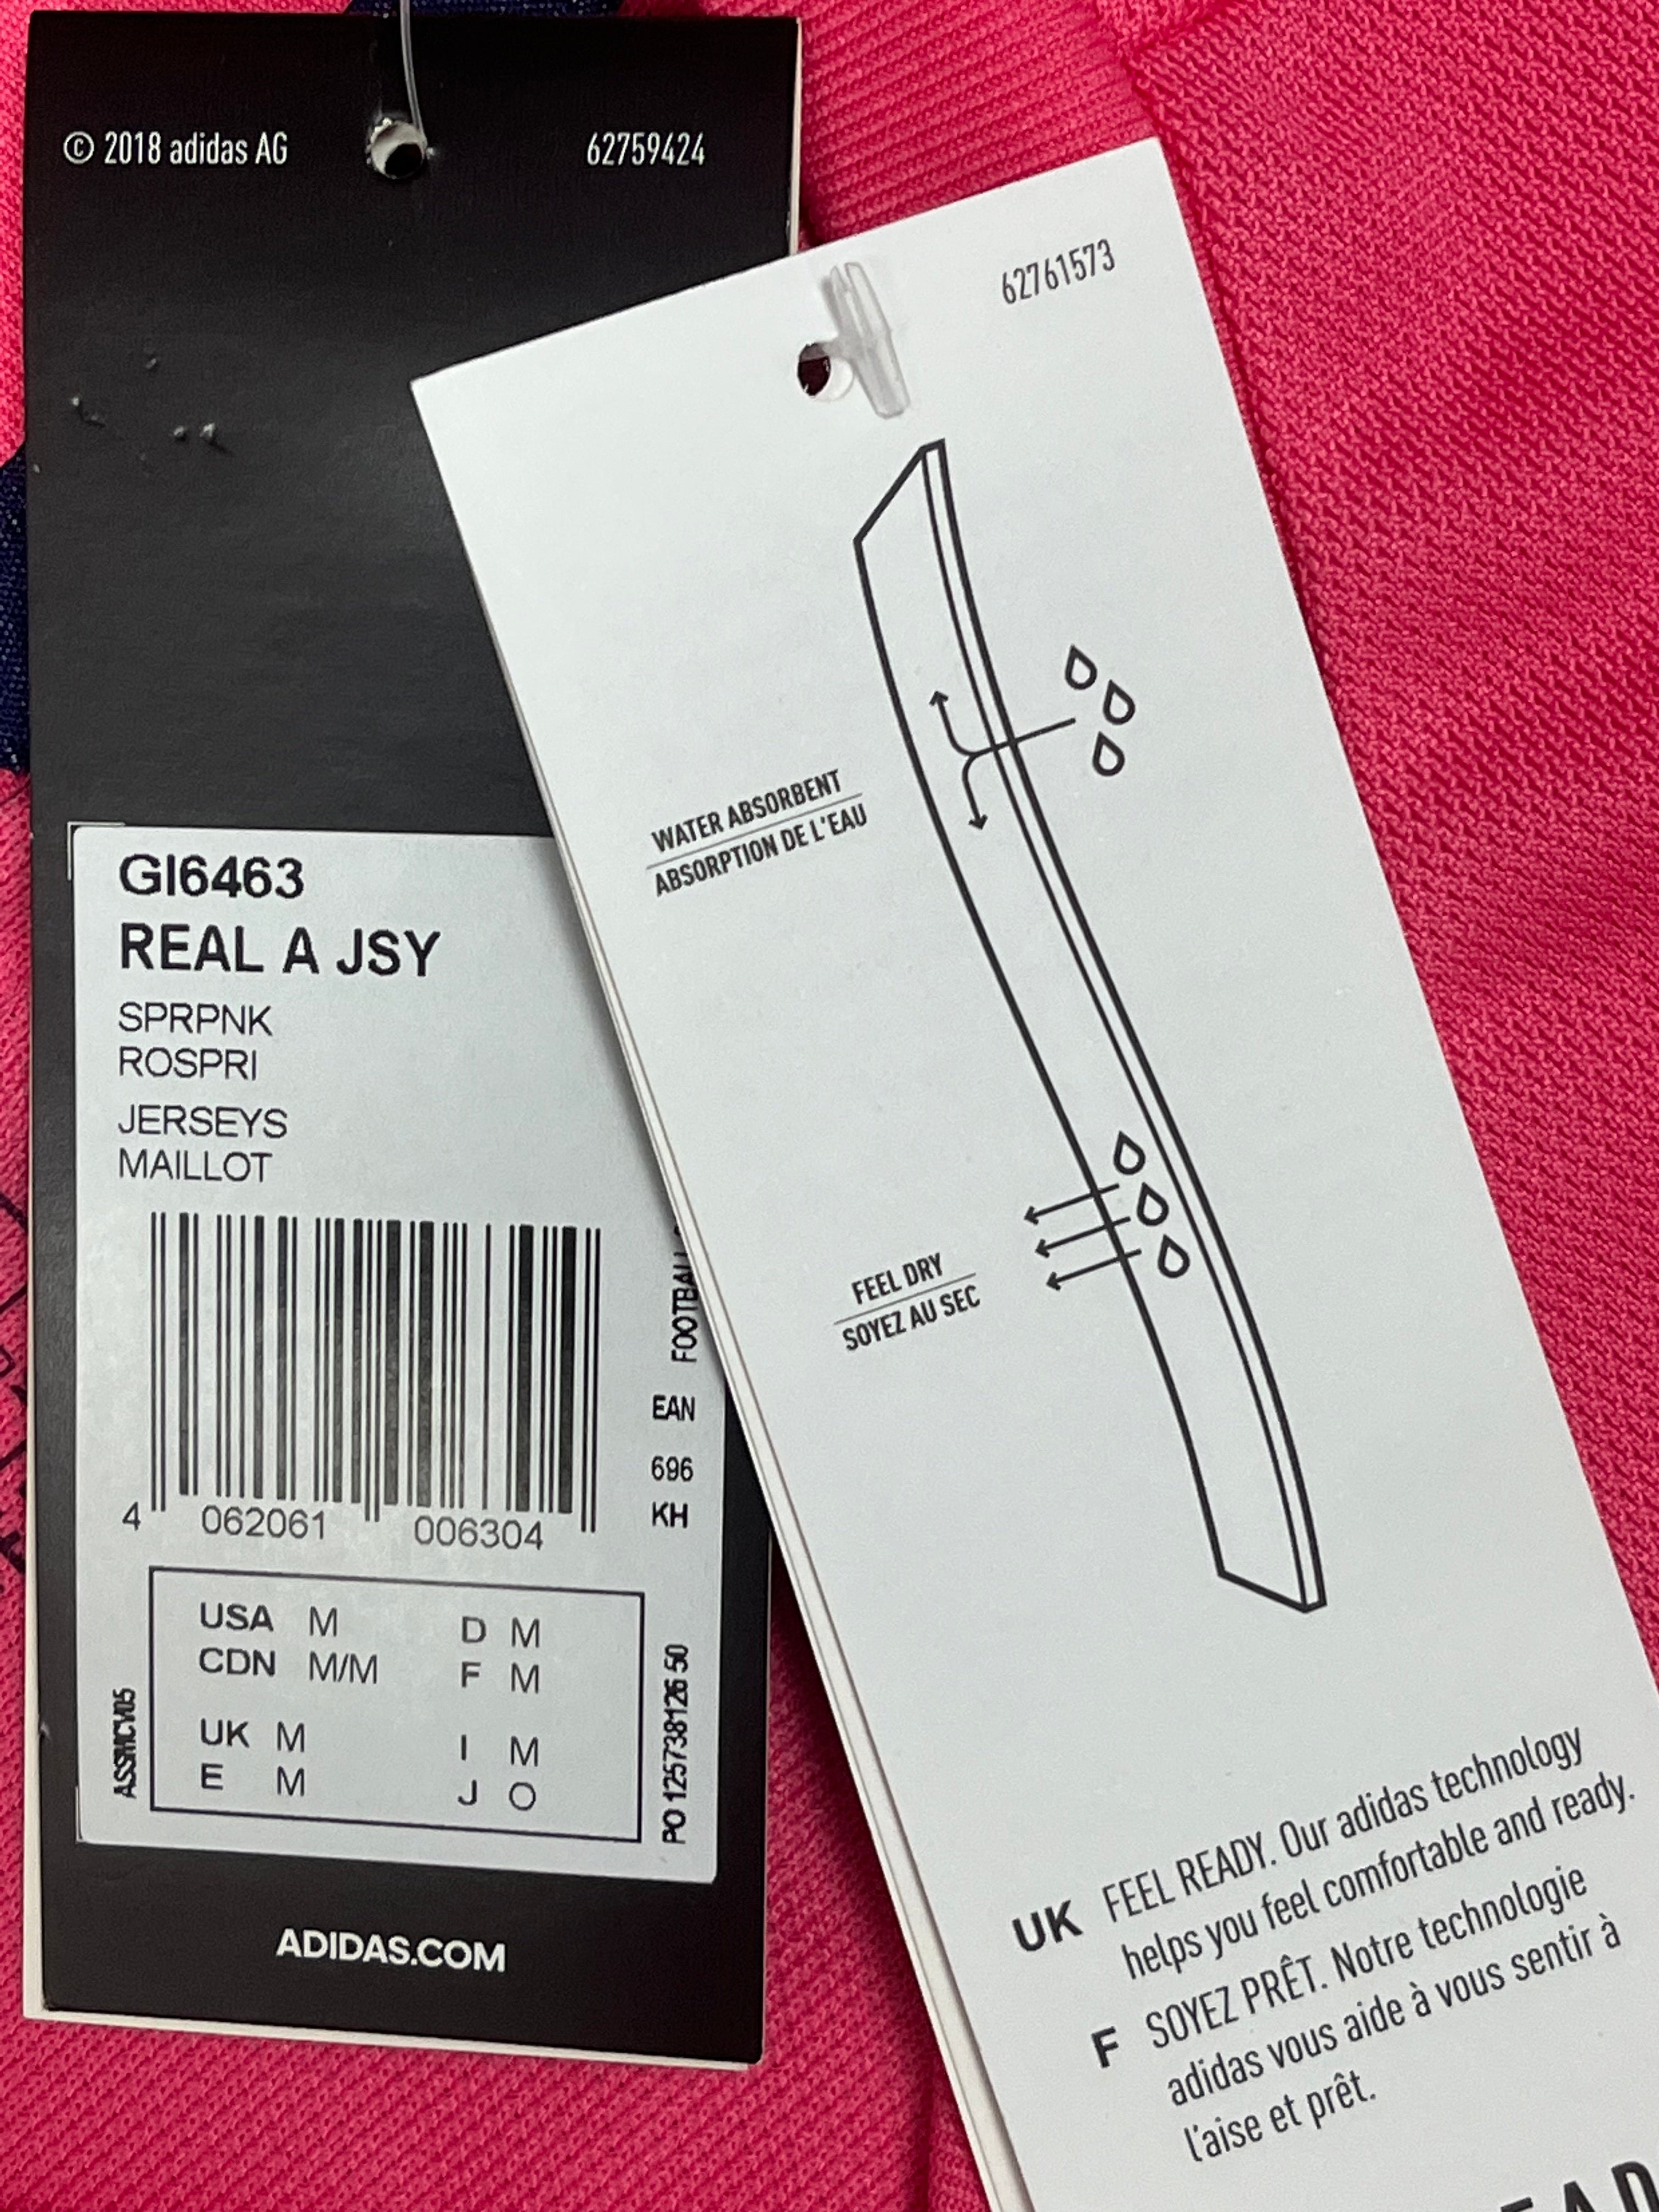 © 2018 adidas AG
62759424
GI6463
REAL A JSY
SPRPNK
ROSPRI
JERSEYS
MAILLOT
4 062061 006304
FOOTBALL
EAN
696
KH
USA M D M
CDN M/M F M
UK M I M
E M J O
ASSMCV05
PO 125738126 50
ADIDAS.COM
62761573
WATER ABSORBENT
ABSORPTION DE L'EAU
FEEL DRY
SOYEZ AU SEC
UK FEEL READY. Our adidas technology
helps you feel comfortable and ready.
F SOYEZ PRÊT. Notre technologie
adidas vous aide à vous sentir à
l'aise et prêt.